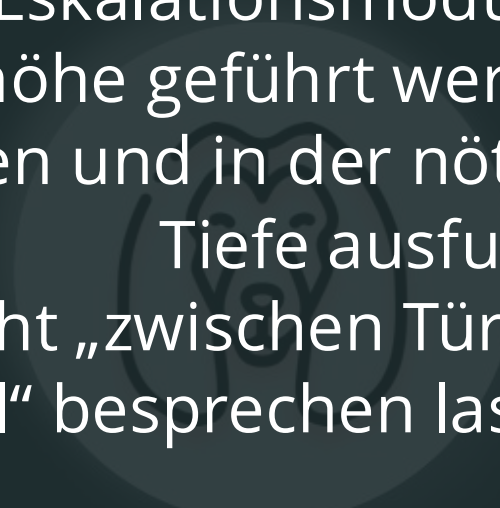 Eskalationsmodu
höhe geführt wer
en und in der nöt
Tiefe ausfu
ht „zwischen Tür
l“ besprechen las